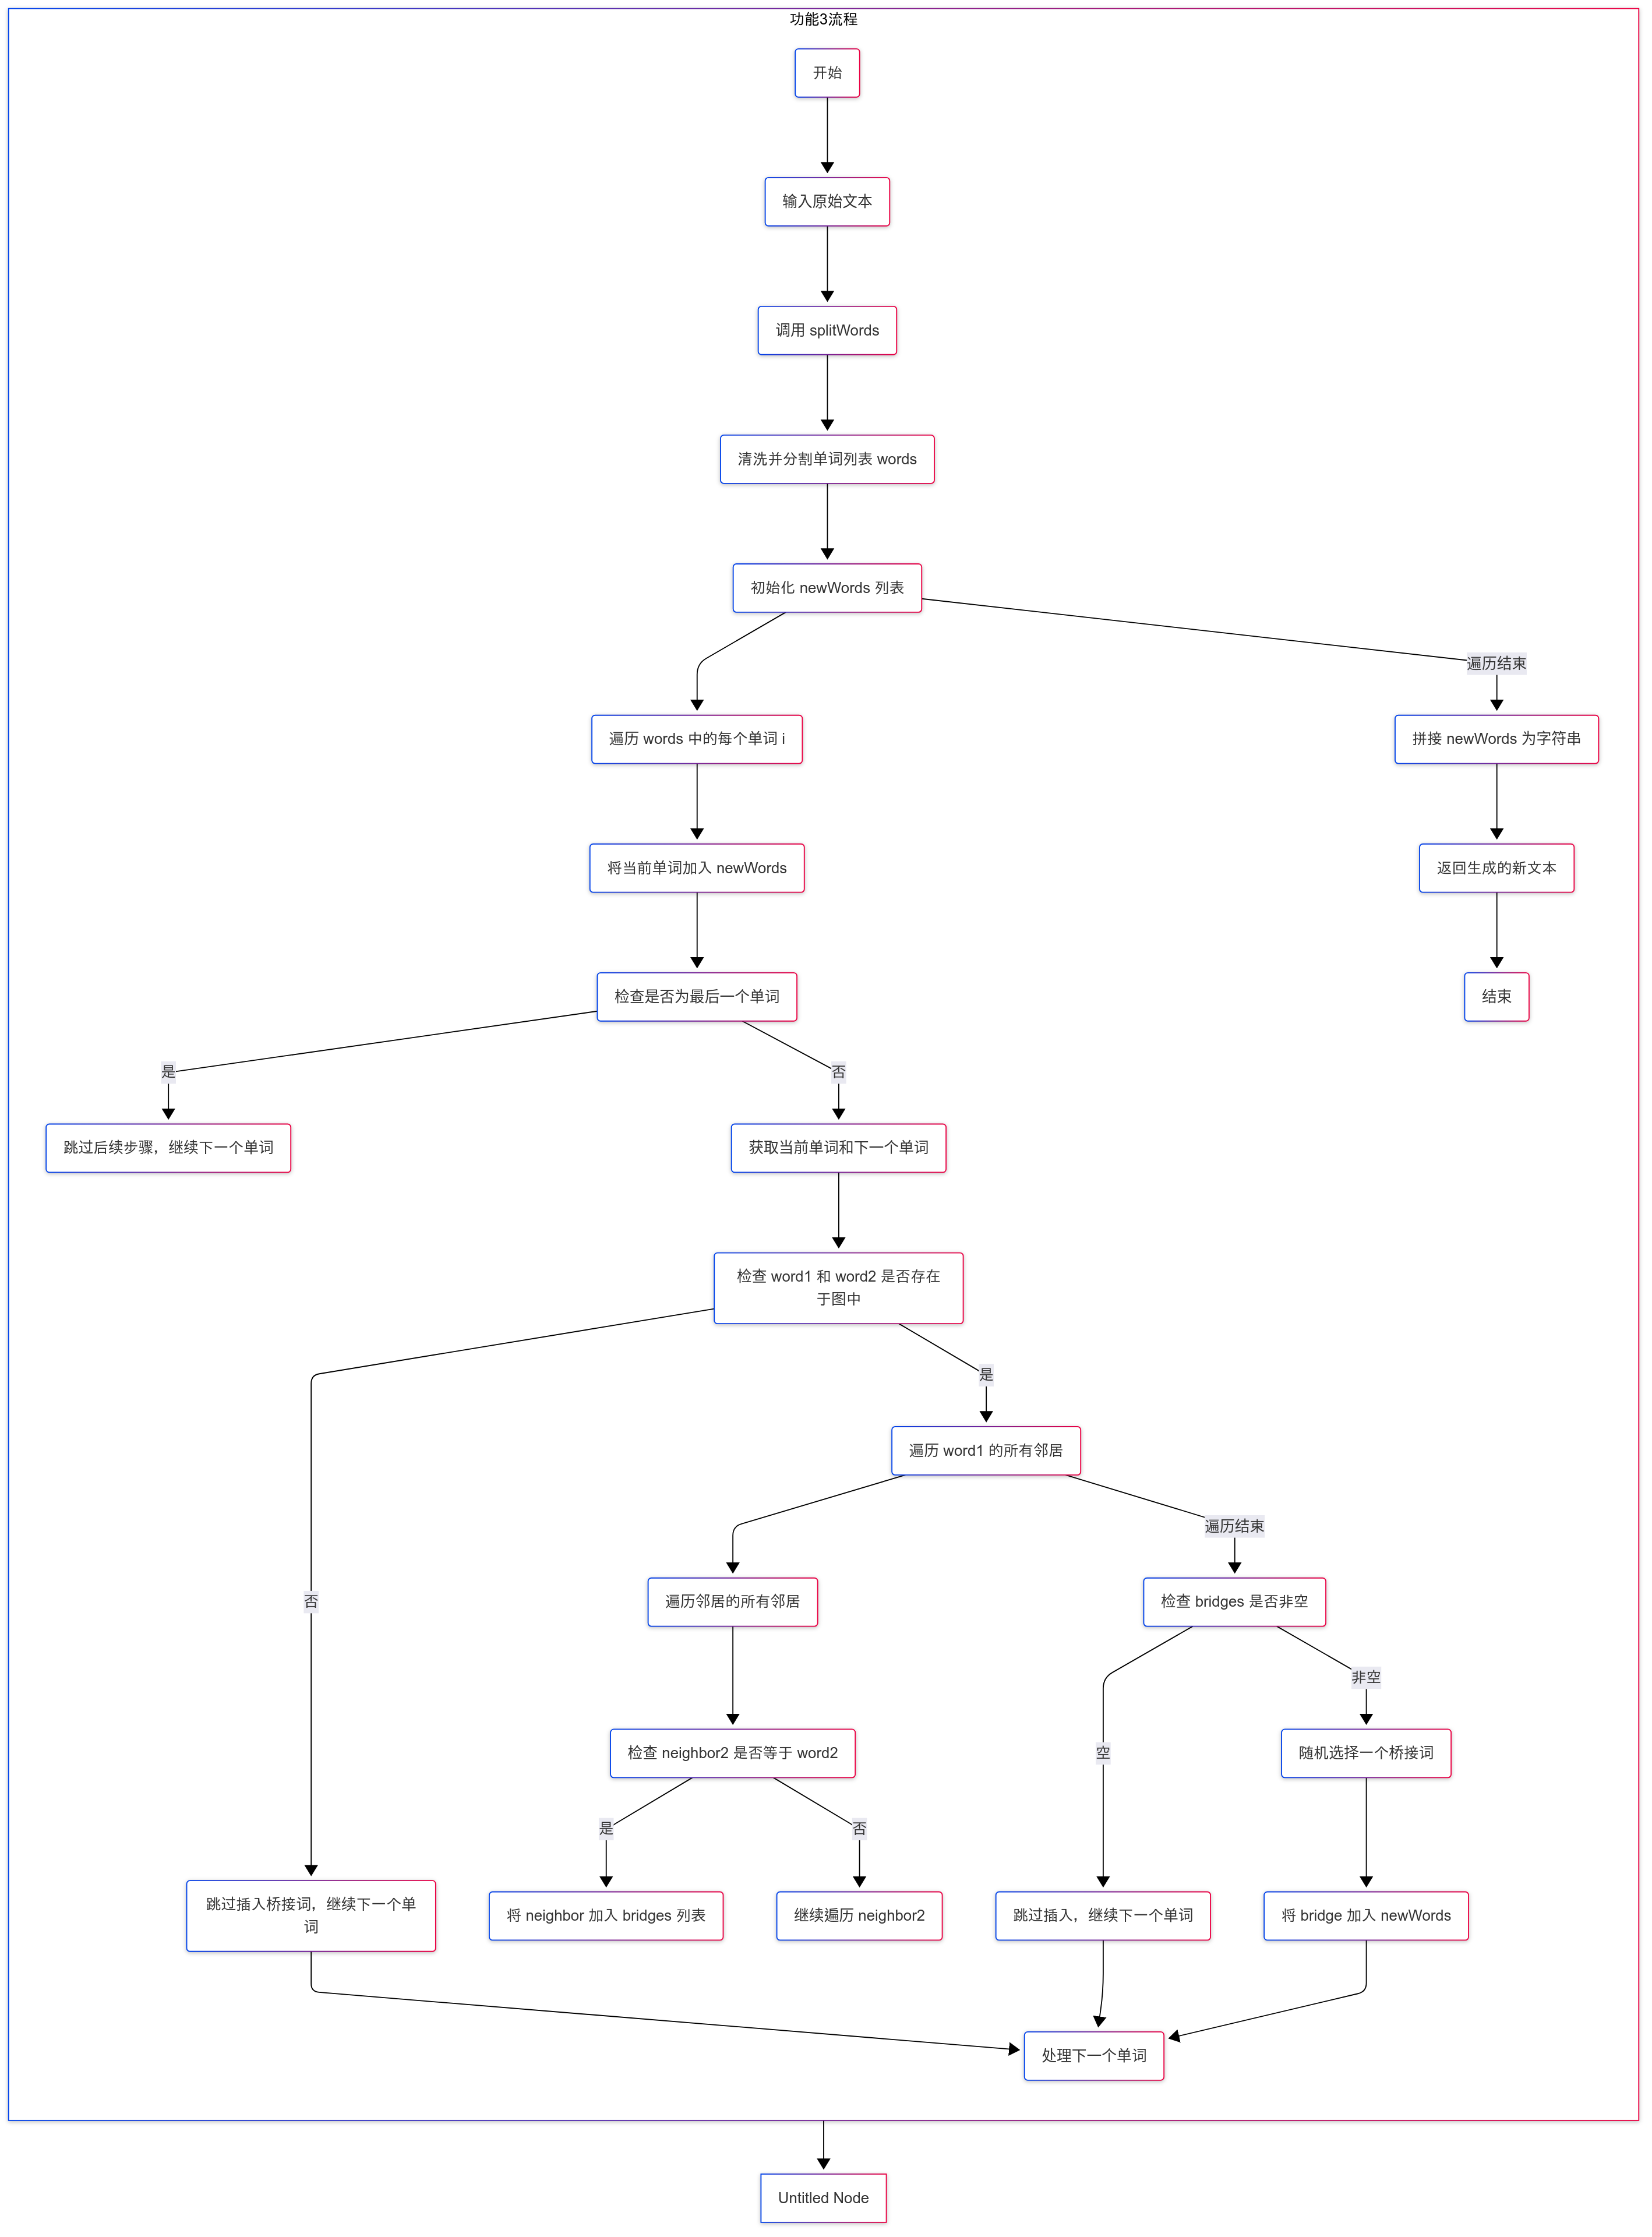 功能3流程
开始
输入原始文本
调用 splitWords
清洗并分割单词列表 words
初始化 newWords 列表
遍历结束
遍历 words 中的每个单词 i
拼接 newWords 为字符串
将当前单词加入 newWords
返回生成的新文本
检查是否为最后一个单词
结束
是
否
跳过后续步骤，继续下一个单词
获取当前单词和下一个单词
检查 word1 和 word2 是否存在
于图中
是
遍历 word1 的所有邻居
遍历结束
否
遍历邻居的所有邻居
检查 bridges 是否非空
非空
检查 neighbor2 是否等于 word2
空
随机选择一个桥接词
是
否
跳过插入桥接词，继续下一个单
词
将 neighbor 加入 bridges 列表
继续遍历 neighbor2
跳过插入，继续下一个单词
将 bridge 加入 newWords
处理下一个单词
Untitled Node